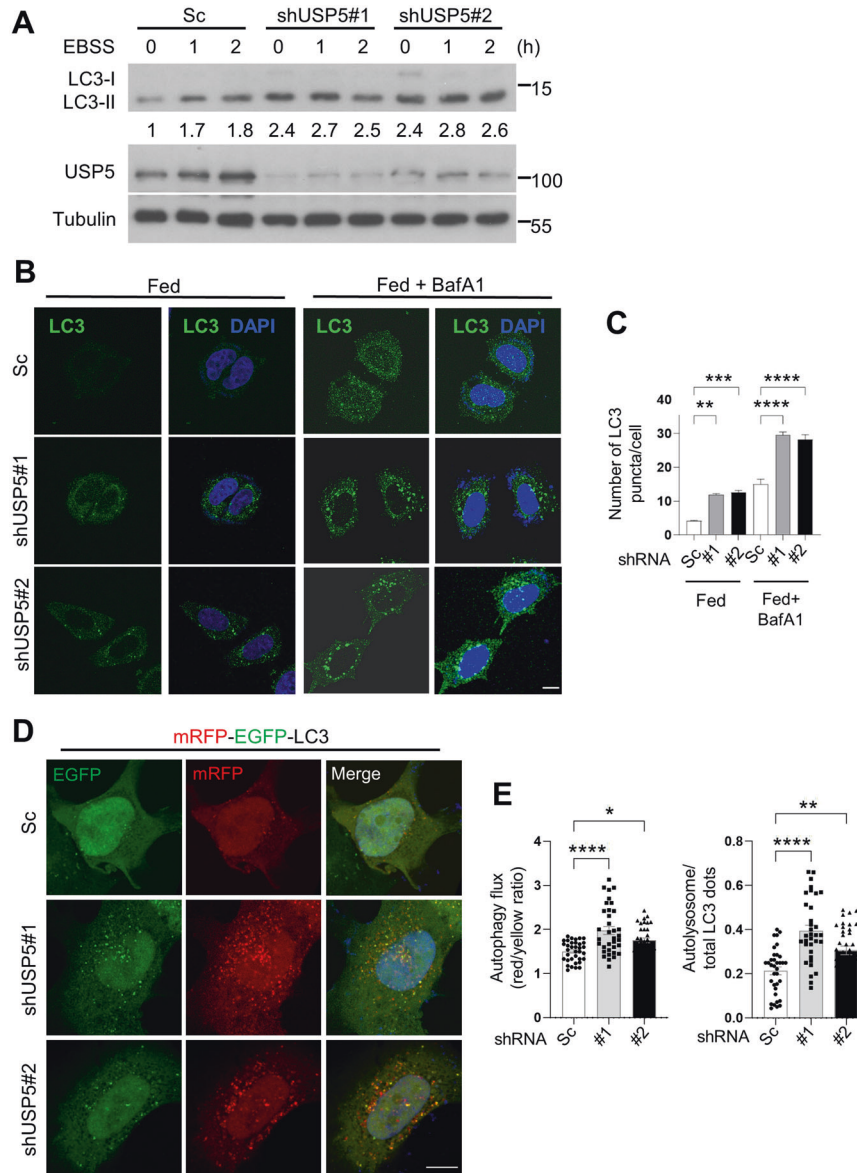 A
Sc shUSP5#1 shUSP5#2
EBSS 0 1 2 0 1 2 0 1 2 (h)
LC3-I
LC3-II
15
1 1.7 1.8 2.4 2.7 2.5 2.4 2.8 2.6
USP5
100
Tubulin
55
B
Fed Fed + BafA1
LC3 LC3 DAPI LC3 LC3 DAPI
Sc
shUSP5#1
shUSP5#2
C
**** 
*** 
** ****
40
30
20
10
0
Number of LC3
puncta/cell
shRNA Sc #1 #2 Sc #1 #2
Fed Fed+
BafA1
D
mRFP-EGFP-LC3
EGFP mRFP Merge
Sc
shUSP5#1
shUSP5#2
E
*
****
4
3
2
1
0
Autophagy flux
(red/yellow ratio)
shRNA Sc #1 #2
**
****
0.8
0.6
0.4
0.2
0.0
Autolysosome/
total LC3 dots
shRNA Sc #1 #2